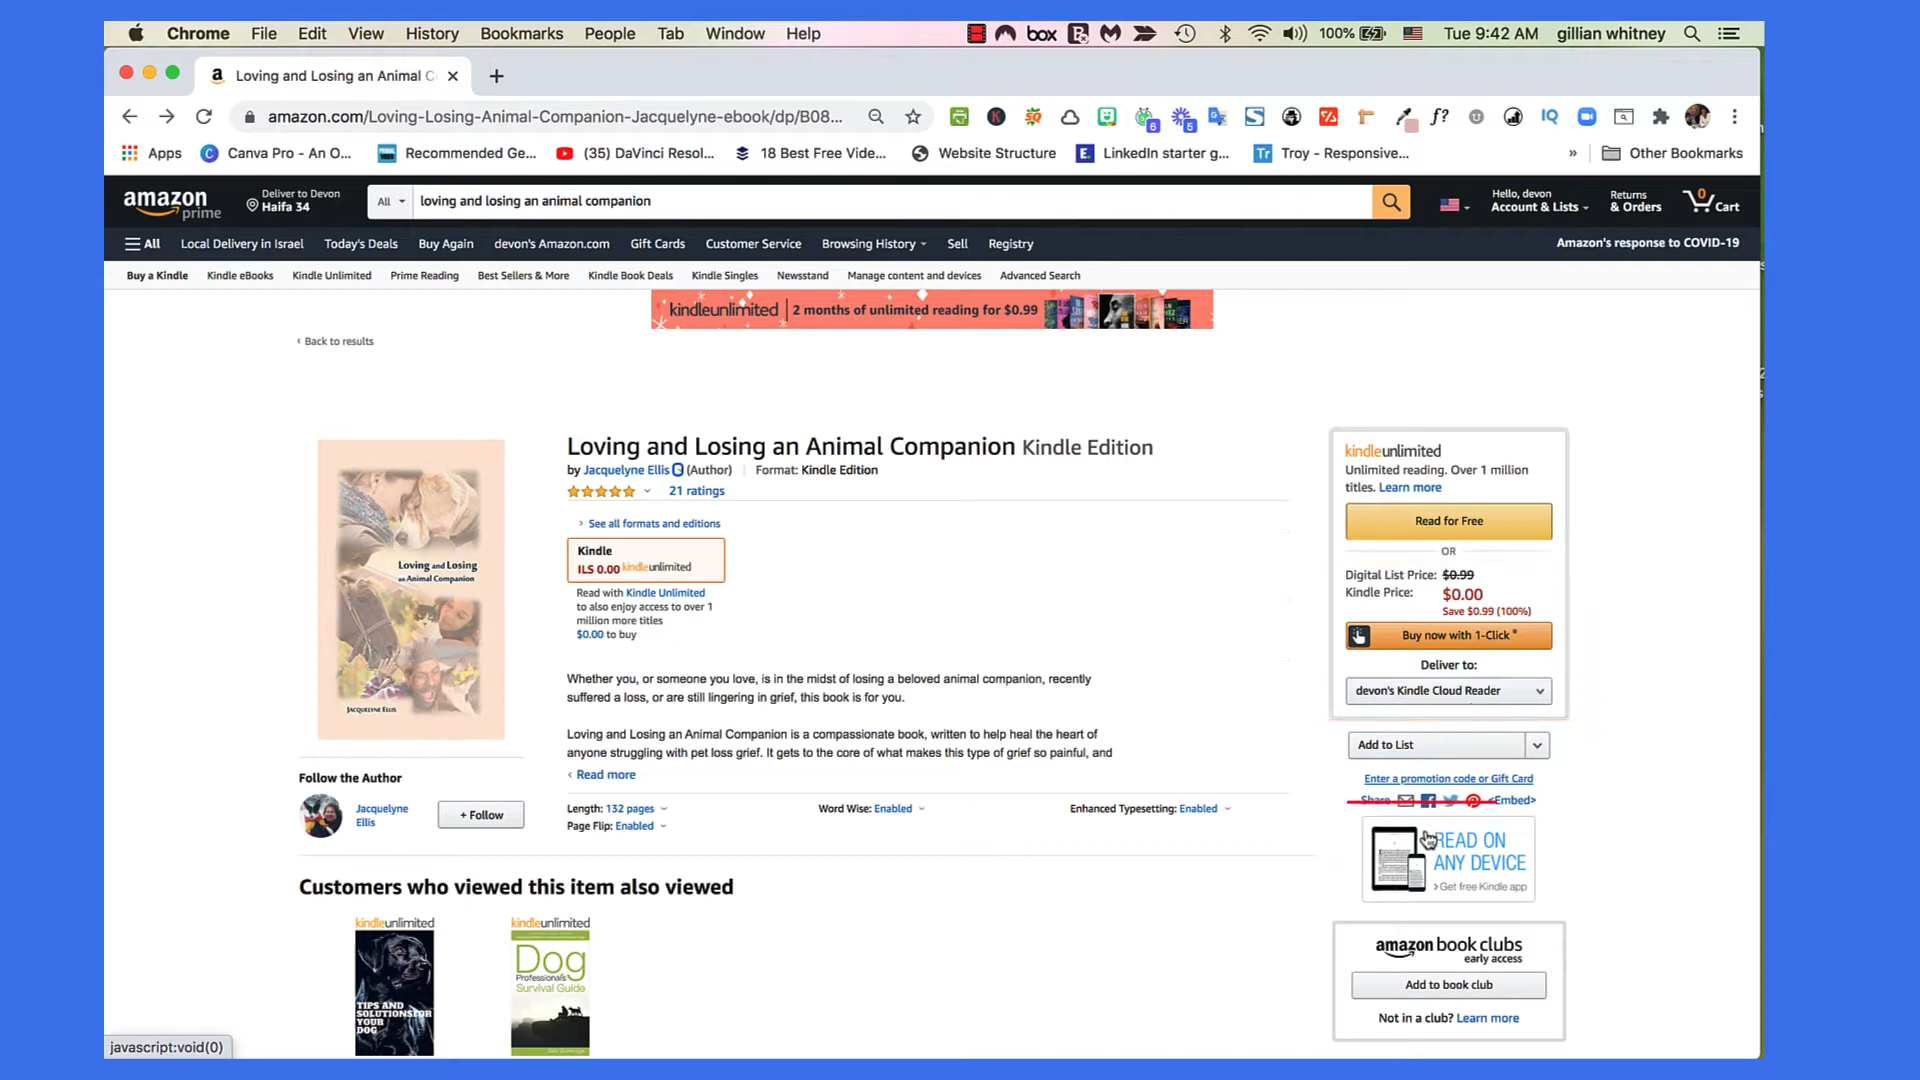 Chrome File Edit View History Bookmarks People Tab Window Help box 100% Tue 9:42 AM gillian whitney
Loving and Losing an Animal C
amazon.com/Loving-Losing-Animal-Companion-Jacquelyne-ebook/dp/B08... 6 5 f? IQ
Apps Canva Pro - An O... Recommended Ge... (35) DaVinci Resol... 18 Best Free Vide... Website Structure E. LinkedIn starter g... Tr Troy - Responsive... » Other Bookmarks
amazon prime
Deliver to Devon
Haifa 34
All loving and losing an animal companion
Hello, devon
Account & Lists
Returns
& Orders
0 Cart
All Local Delivery in Israel Today's Deals Buy Again devon's Amazon.com Gift Cards Customer Service Browsing History Sell Registry Amazon's response to COVID-19
Buy a Kindle Kindle eBooks Kindle Unlimited Prime Reading Best Sellers & More Kindle Book Deals Kindle Singles Newsstand Manage content and devices Advanced Search
kindleunlimited 2 months of unlimited reading for $0.99
‹ Back to results
Loving and Losing
an Animal Companion
JACQUELYNE ELLIS
Follow the Author
Jacquelyne
Ellis
+ Follow
Loving and Losing an Animal Companion Kindle Edition
by Jacquelyne Ellis (Author) Format: Kindle Edition
21 ratings
› See all formats and editions
Kindle
ILS 0.00 kindleunlimited
Read with Kindle Unlimited
to also enjoy access to over 1
million more titles
$0.00 to buy
Whether you, or someone you love, is in the midst of losing a beloved animal companion, recently
suffered a loss, or are still lingering in grief, this book is for you.
Loving and Losing an Animal Companion is a compassionate book, written to help heal the heart of
anyone struggling with pet loss grief. It gets to the core of what makes this type of grief so painful, and
‹ Read more
Length: 132 pages Word Wise: Enabled Enhanced Typesetting: Enabled
Page Flip: Enabled
kindleunlimited
Unlimited reading. Over 1 million
titles. Learn more
Read for Free
OR
Digital List Price: $0.99
Kindle Price: $0.00
Save $0.99 (100%)
Buy now with 1-Click ®
Deliver to:
devon's Kindle Cloud Reader
Add to List
Enter a promotion code or Gift Card
Share <Embed>
READ ON
ANY DEVICE
› Get free Kindle app
amazon book clubs
early access
Add to book club
Not in a club? Learn more
Customers who viewed this item also viewed
kindleunlimited
TIPS AND
SOLUTIONS FOR
YOUR
DOG
kindleunlimited
Dog
Professional's
Survival Guide
javascript:void(0)